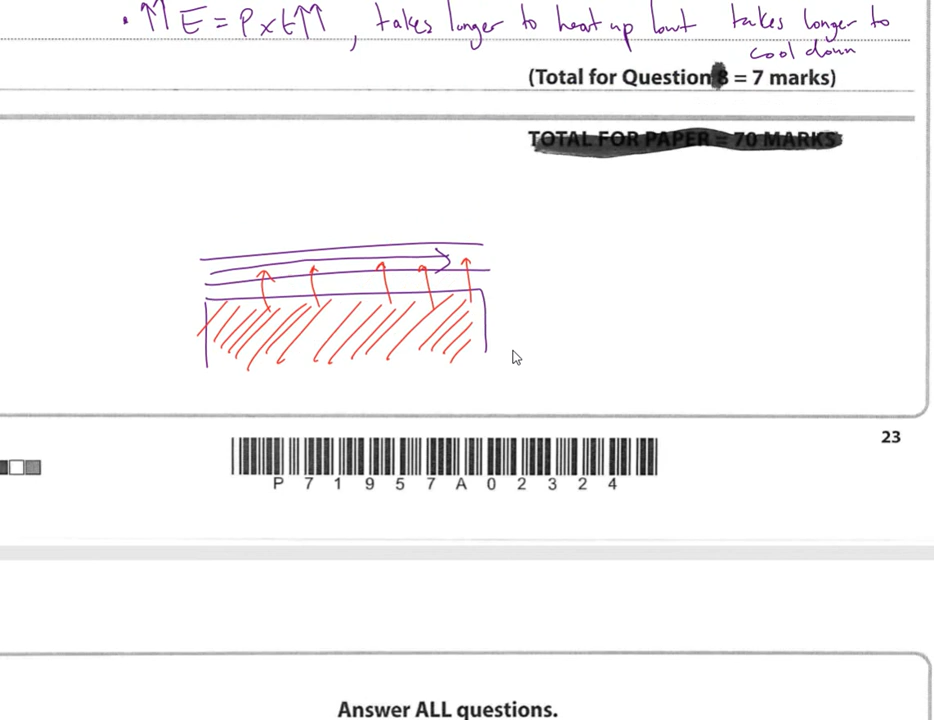 · ↑↑ E = P x t ↑↑ , takes longer to heat up but takes longer to
cool down
(Total for Question 8 = 7 marks)
TOTAL FOR PAPER = 70 MARKS
23
P 7 1 9 5 7 A 0 2 3 2 4
Answer ALL questions.